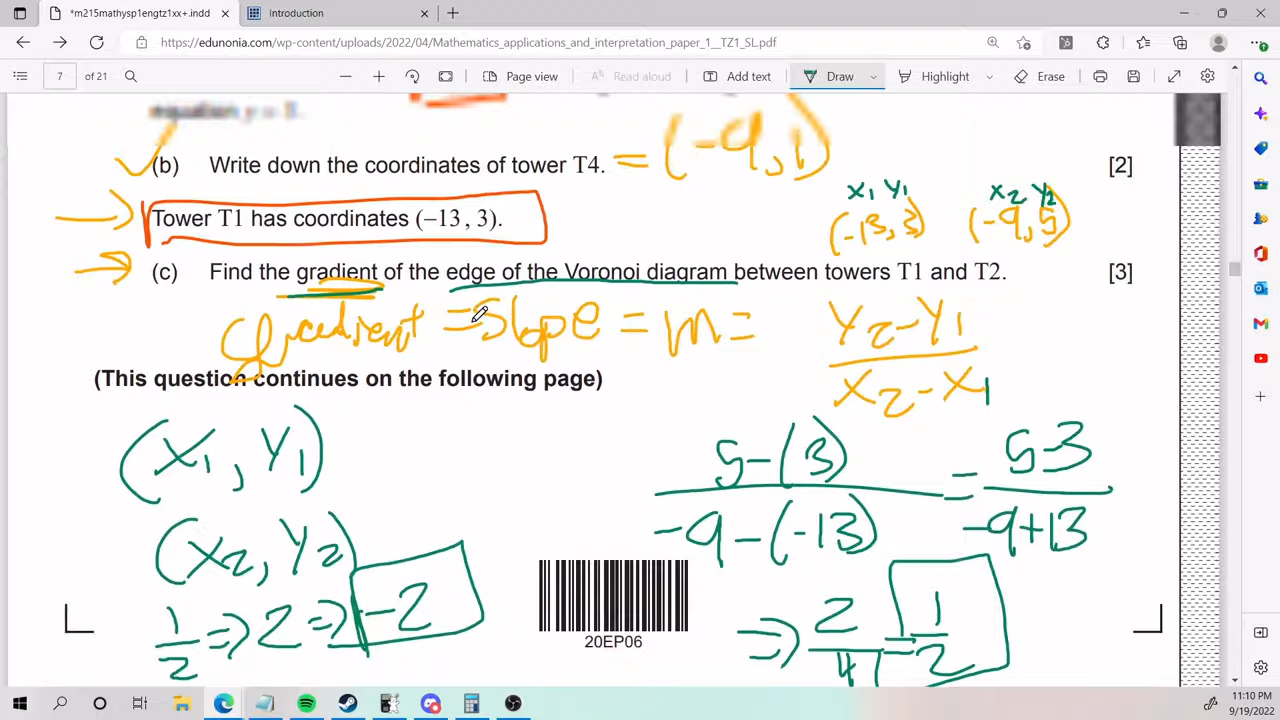 *m215mathysp1engtz1x+.indd
Introduction
https://edunonia.com/wp-content/uploads/2022/04/Mathematics_applications_and_interpretation_paper_1__TZ1_SL.pdf
7 of 21
Page view
Read aloud
Add text
Draw
Highlight
Erase
(b) Write down the coordinates of tower T4. = (-9, 1) [2]
x1 y1 x2 y2
Tower T1 has coordinates (−13 , 3). (-13, 3) (-9, 5)
(c) Find the gradient of the edge of the Voronoi diagram between towers T1 and T2. [3]
Gradient => slope = m = Y2-Y1
X2-X1
(This question continues on the following page)
(X1, Y1)
5-(3) = 5-3
-9-(-13) -9+13
(X2, Y2)
1/2 => 2 => -2
=> 2/4 = 1/2
20EP06
11:10 PM
9/19/2022